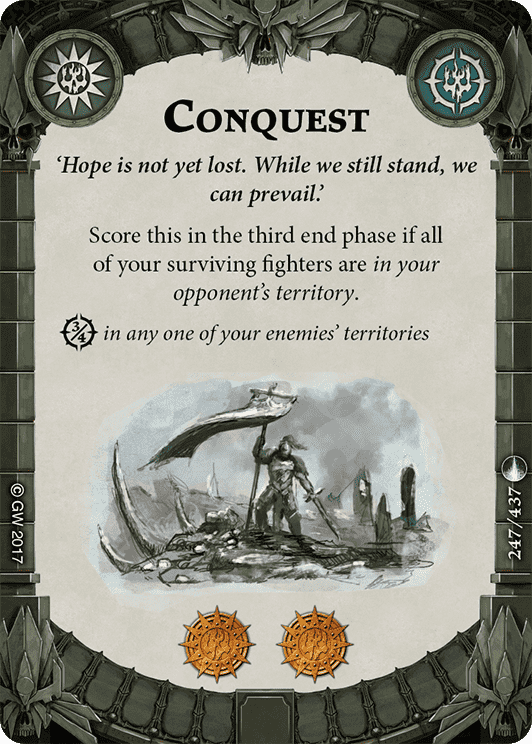 CONQUEST
‘Hope is not yet lost. While we still stand, we
can prevail.’
Score this in the third end phase if all
of your surviving fighters are in your
opponent’s territory.
3/4 in any one of your enemies’ territories
© GW 2017
247/437